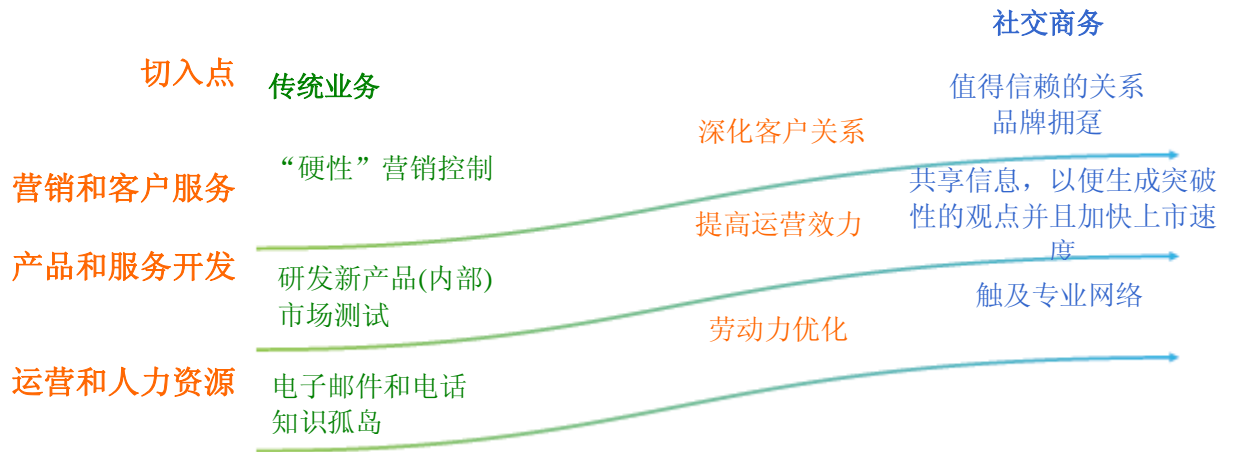 社交商务
切入点
传统业务
值得信赖的关系
品牌拥趸
深化客户关系
“硬性”营销控制
营销和客户服务
共享信息，以便生成突破
性的观点并且加快上市速
度
提高运营效力
产品和服务开发
研发新产品(内部)
市场测试
触及专业网络
劳动力优化
运营和人力资源
电子邮件和电话
知识孤岛